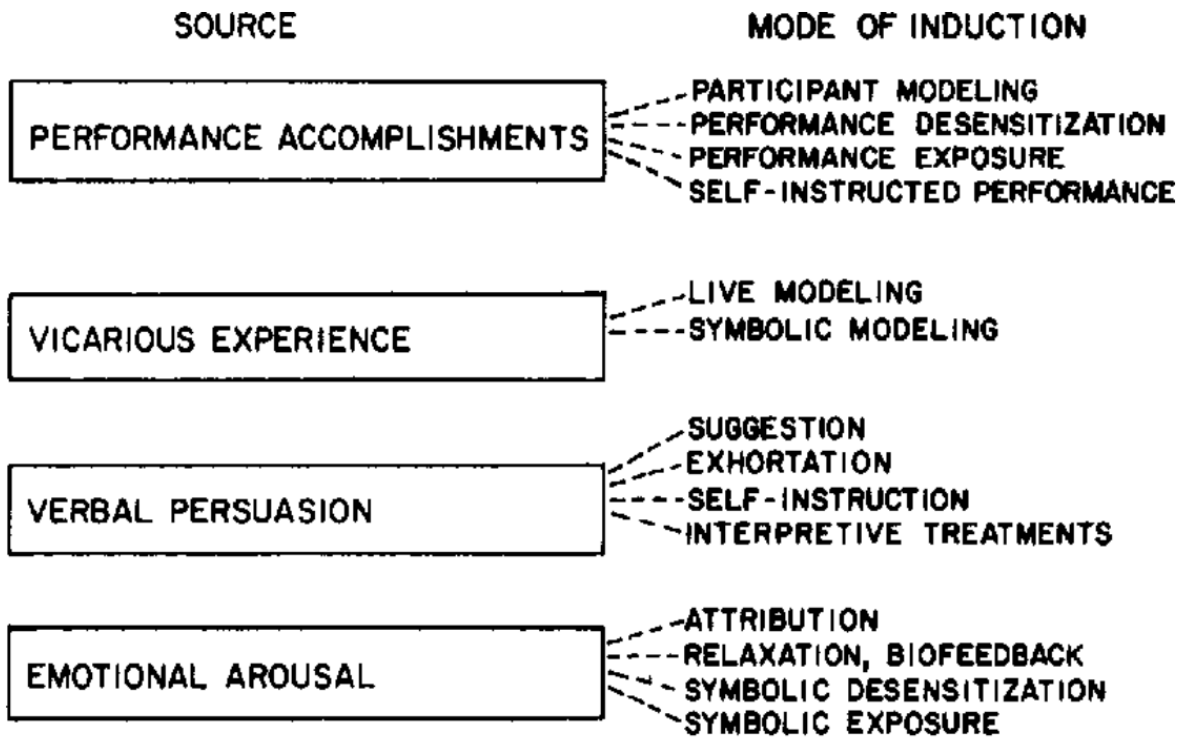 SOURCE
MODE OF INDUCTION
PERFORMANCE ACCOMPLISHMENTS
PARTICIPANT MODELING
PERFORMANCE DESENSITIZATION
PERFORMANCE EXPOSURE
SELF-INSTRUCTED PERFORMANCE
VICARIOUS EXPERIENCE
LIVE MODELING
SYMBOLIC MODELING
VERBAL PERSUASION
SUGGESTION
EXHORTATION
SELF-INSTRUCTION
INTERPRETIVE TREATMENTS
EMOTIONAL AROUSAL
ATTRIBUTION
RELAXATION, BIOFEEDBACK
SYMBOLIC DESENSITIZATION
SYMBOLIC EXPOSURE